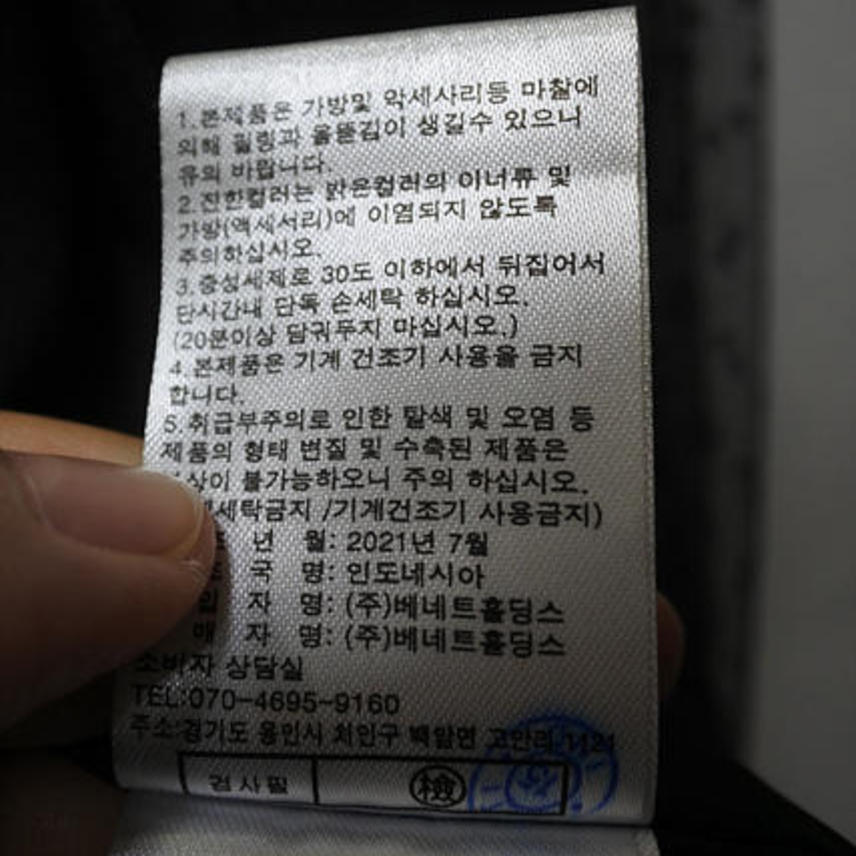 1.본제품은 가방및 악세사리등 마찰에
의해 필링과 올뜯김이 생길수 있으니
유의 바랍니다.
2.진한컬러는 밝은컬러의 이너류 및
가방(액세서리)에 이염되지 않도록
주의하십시오.
3.중성세제로 30도 이하에서 뒤집어서
단시간내 단독 손세탁 하십시오.
(20분이상 담궈두지 마십시오.)
4.본제품은 기계 건조기 사용을 금지
합니다.
5.취급부주의로 인한 탈색 및 오염 등
제품의 형태 변질 및 수축된 제품은
불가능하오니 주의 하십시오.
세탁금지 /기계건조기 사용금지)
년 월: 2021년 7월
국 명: 인도네시아
입 자 명: (주)베네트홀딩스
매 자 명: (주)베네트홀딩스
소비자 상담실
TEL:070-4695-9160
주소:경기도 용인시 처인구 백암면 고안리 1121
검사필 檢